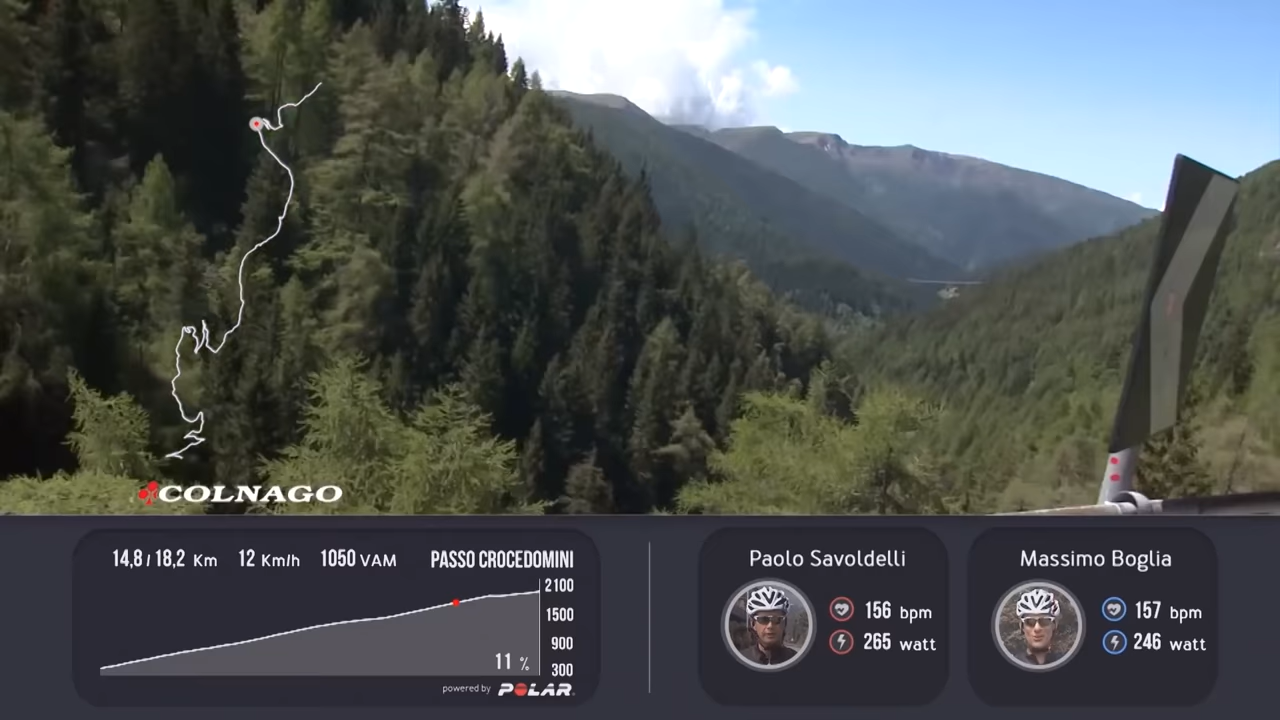 COLNAGO
14,8 / 18,2 Km 12 Km/h 1050 VAM PASSO CROCEDOMINI
2100
1500
900
300
11 %
powered by POLAR
Paolo Savoldelli
156 bpm
265 watt
Massimo Boglia
157 bpm
246 watt